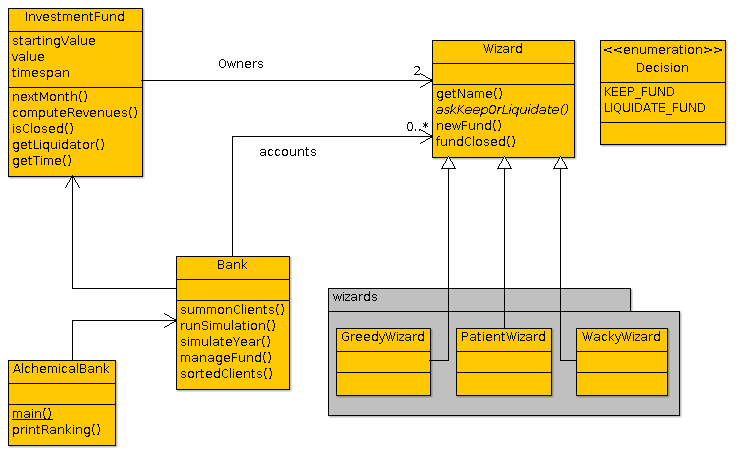 InvestmentFund
startingValue
value
timespan
nextMonth()
computeRevenues()
isClosed()
getLiquidator()
getTime()
Owners
2
Wizard
getName()
askKeepOrLiquidate()
newFund()
fundClosed()
<<enumeration>>
Decision
KEEP_FUND
LIQUIDATE_FUND
0..*
accounts
Bank
summonClients()
runSimulation()
simulateYear()
manageFund()
sortedClients()
AlchemicalBank
main()
printRanking()
wizards
GreedyWizard
PatientWizard
WackyWizard